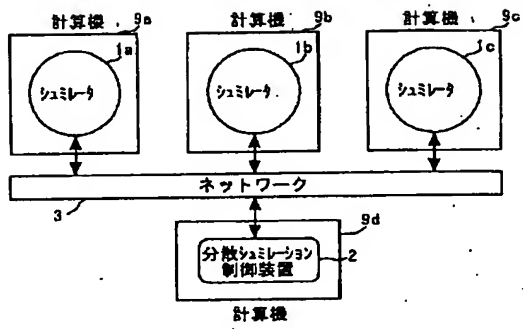 計算機 9a
計算機 9b
計算機 9c
1a
1b
1c
シュミレータ
シュミレータ
シュミレータ
ネットワーク
3
9d
分散シュミレーション
制御装置
2
計算機